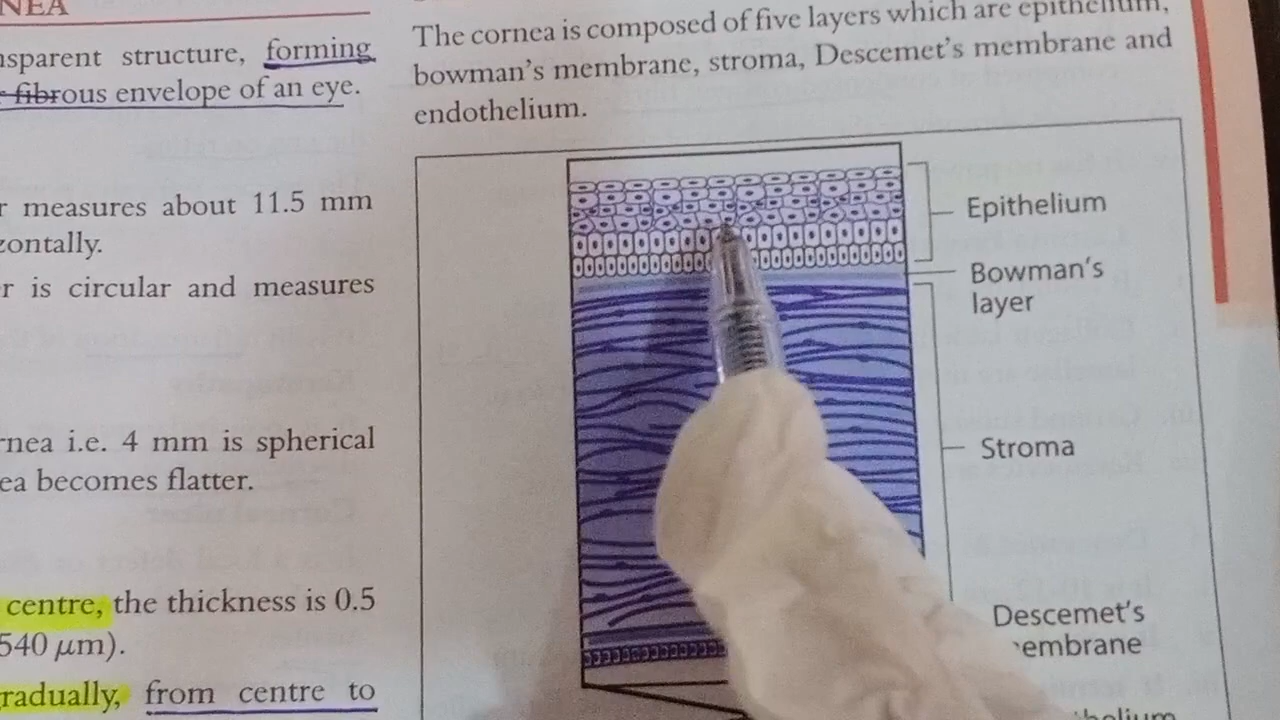 NEA
nsparent structure, forming
fibrous envelope of an eye.
r measures about 11.5 mm
zontally.
r is circular and measures
rnea i.e. 4 mm is spherical
ea becomes flatter.
centre, the thickness is 0.5
540 μm).
radually, from centre to
The cornea is composed of five layers which are epithelium,
bowman's membrane, stroma, Descemet's membrane and
endothelium.
Epithelium
Bowman's
layer
Stroma
Descemet's
embrane
helium